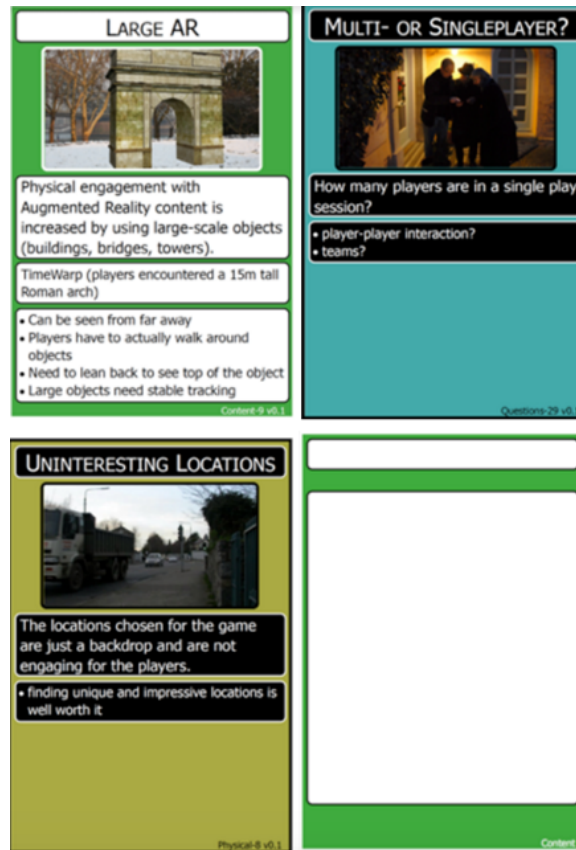 LARGE AR
Physical engagement with
Augmented Reality content is
increased by using large-scale objects
(buildings, bridges, towers).
TimeWarp (players encountered a 15m tall
Roman arch)
• Can be seen from far away
• Players have to actually walk around
objects
• Need to lean back to see top of the object
• Large objects need stable tracking
Content-9 v0.1
MULTI- OR SINGLEPLAYER?
How many players are in a single play
session?
• player-player interaction?
• teams?
Questions-29 v0.1
UNINTERESTING LOCATIONS
The locations chosen for the game
are just a backdrop and are not
engaging for the players.
• finding unique and impressive locations is
well worth it
Physical-8 v0.1
Content